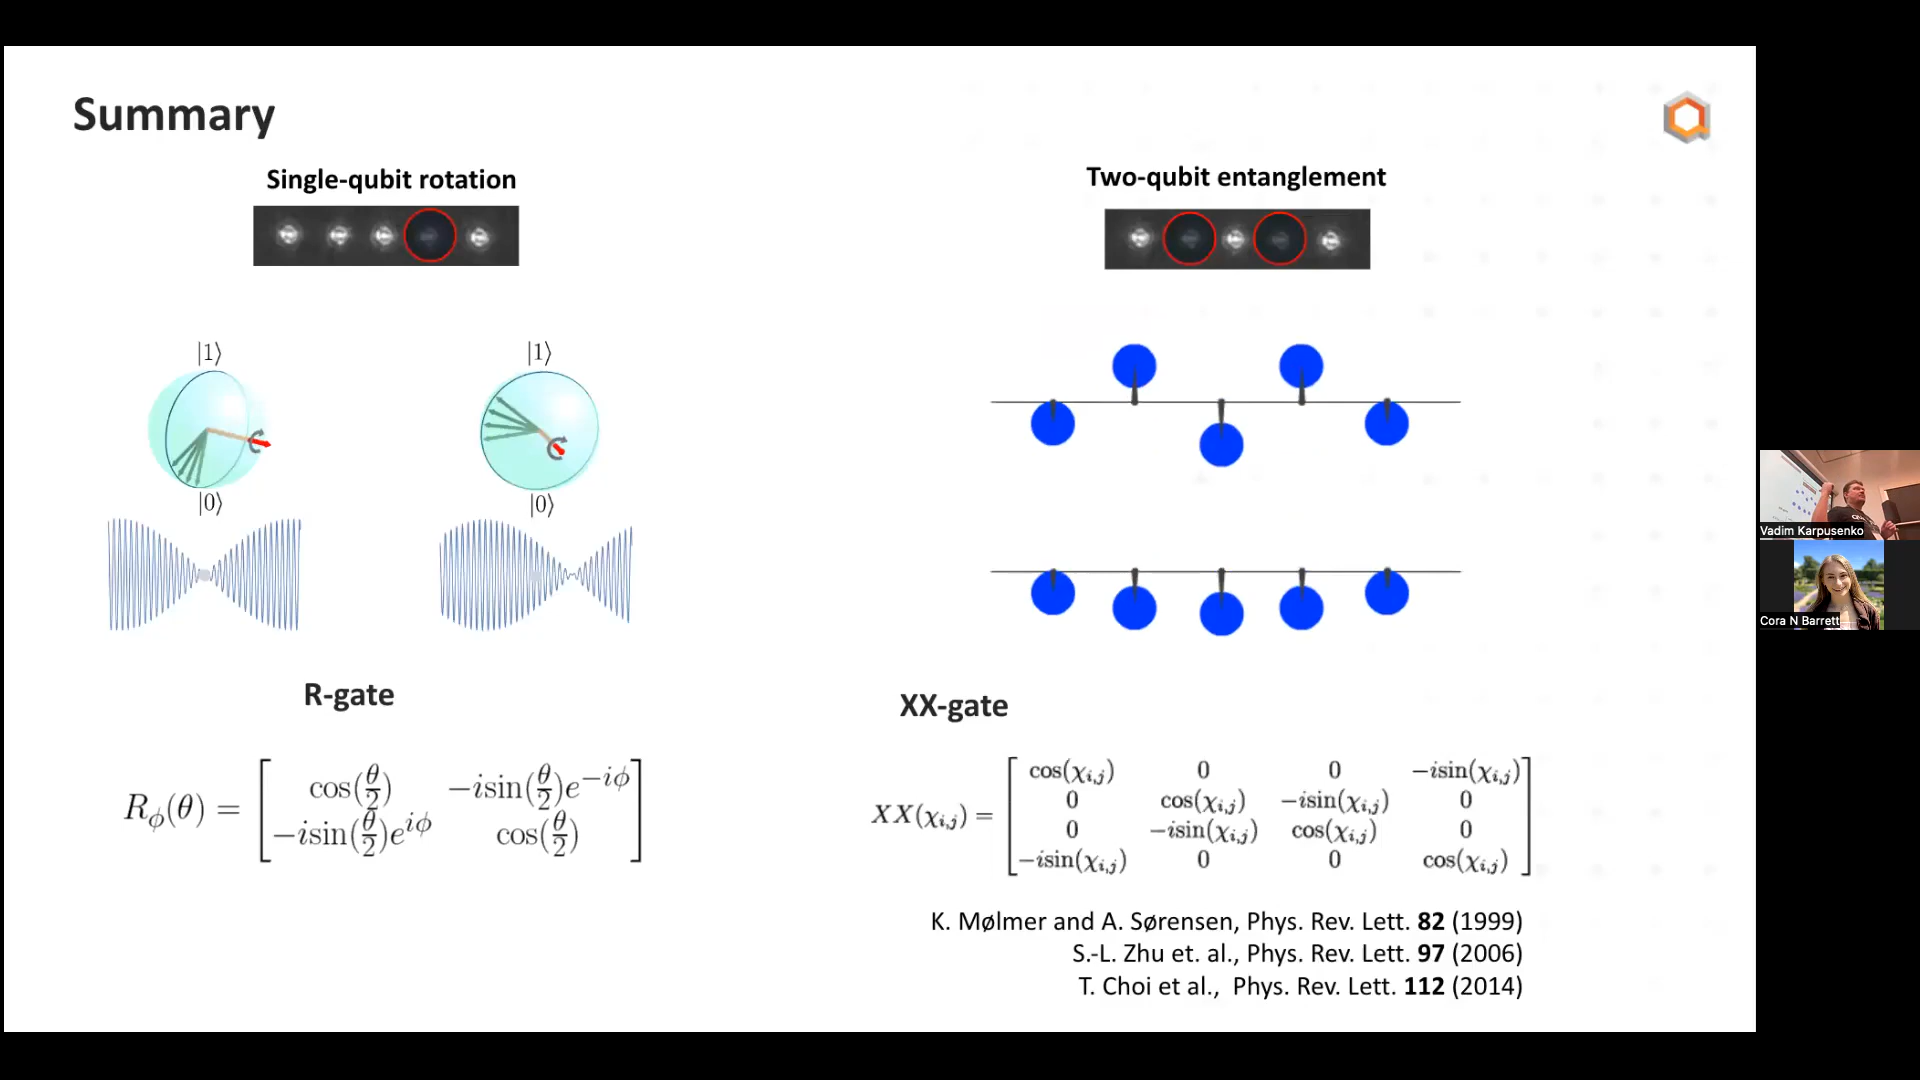 Summary
Single-qubit rotation
Two-qubit entanglement
|1⟩
|1⟩
|0⟩
|0⟩
R-gate
XX-gate
R_ϕ(θ) = [ cos(θ/2) −isin(θ/2)e^{−iϕ}
−isin(θ/2)e^{iϕ} cos(θ/2) ]
XX(χ_{i,j}) = [ cos(χ_{i,j}) 0 0 −isin(χ_{i,j})
0 cos(χ_{i,j}) −isin(χ_{i,j}) 0
0 −isin(χ_{i,j}) cos(χ_{i,j}) 0
−isin(χ_{i,j}) 0 0 cos(χ_{i,j}) ]
K. Mølmer and A. Sørensen, Phys. Rev. Lett. 82 (1999)
S.-L. Zhu et. al., Phys. Rev. Lett. 97 (2006)
T. Choi et al., Phys. Rev. Lett. 112 (2014)
Vadim Karpusenko
Cora N Barrett